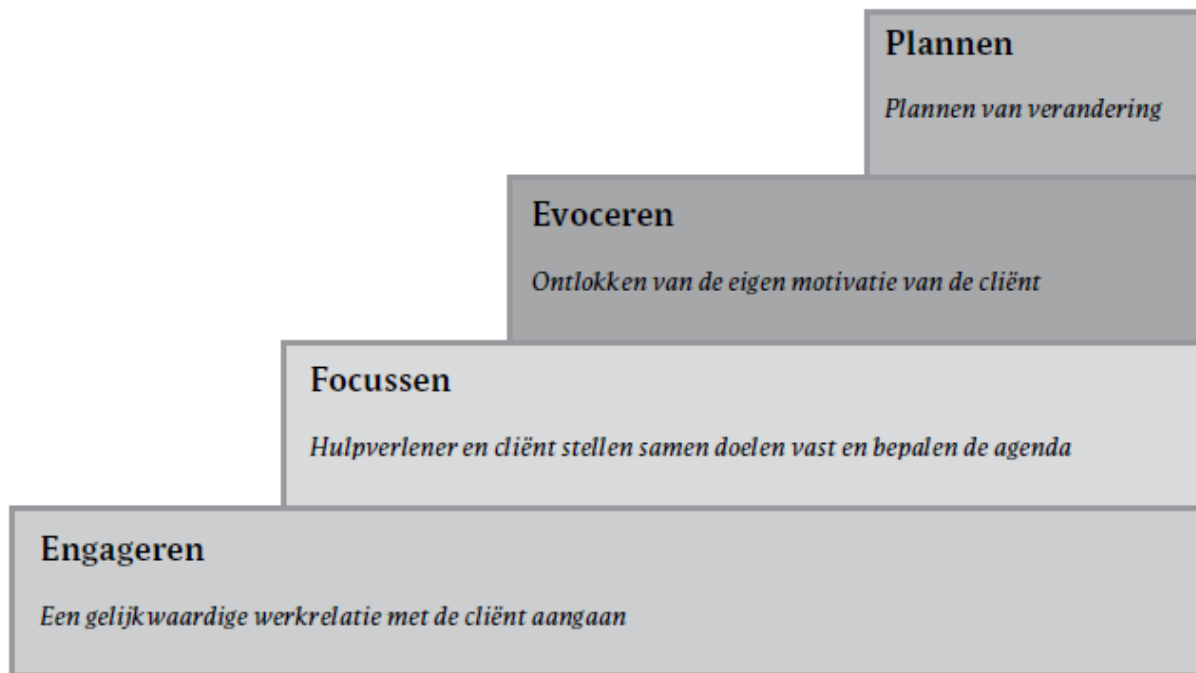 Plannen
Plannen van verandering
Evoceren
Ontlokken van de eigen motivatie van de cliënt
Focussen
Hulpverlener en cliënt stellen samen doelen vast en bepalen de agenda
Engageren
Een gelijkwaardige werkrelatie met de cliënt aangaan